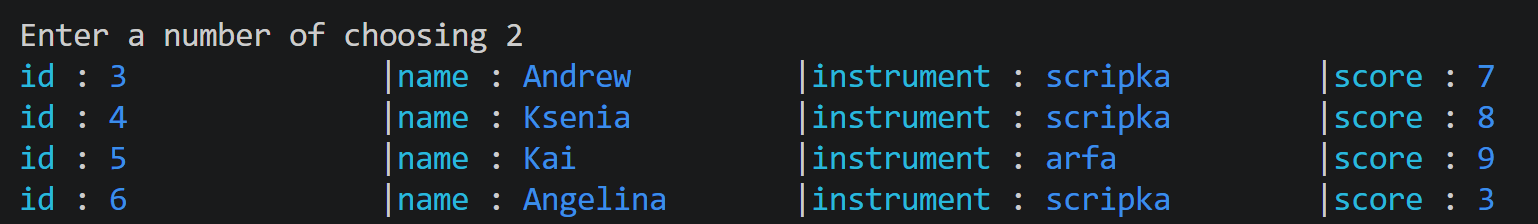 Enter a number of choosing 2
id : 3 |name : Andrew |instrument : scripka |score : 7
id : 4 |name : Ksenia |instrument : scripka |score : 8
id : 5 |name : Kai |instrument : arfa |score : 9
id : 6 |name : Angelina |instrument : scripka |score : 3